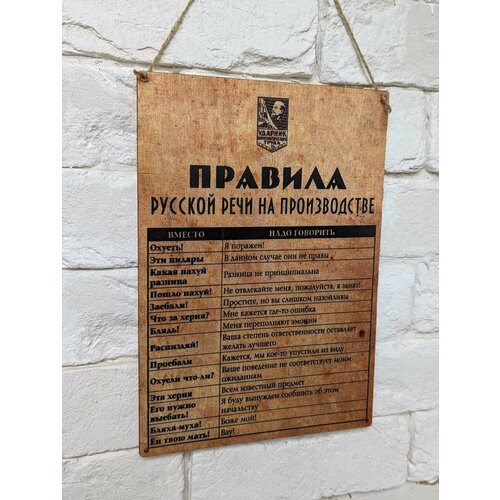 УДАРНИК
ПРАВИЛА
РУССКОЙ РЕЧИ НА ПРОИЗВОДСТВЕ
ВМЕСТО НАДО ГОВОРИТЬ
Охуеть! Я поражен!
Эти пидары В данном случае они не правы
Какая нахуй
разница Разница не принципиальна
Пошло нахуй! Не отвлекайте меня, пожалуйста, я занят!
Заебали! Простите, но вы слишком назойливы
Что за херня? Мне кажется где-то ошибка
Блядь! Меня переполняют эмоции
Распиздяй! Ваша степень ответственности оставляет
желать лучшего
Проебали Кажется, мы кое-то упустили из виду
Охуели что-ли? Ваше поведение не соответствует моим
ожиданиям
Эта херня Всем известный предмет
Его нужно
выебать! Я буду вынужден сообщить об этом
начальству
Бляха-муха! Боже мой!
Ёп твою мать! Вау!